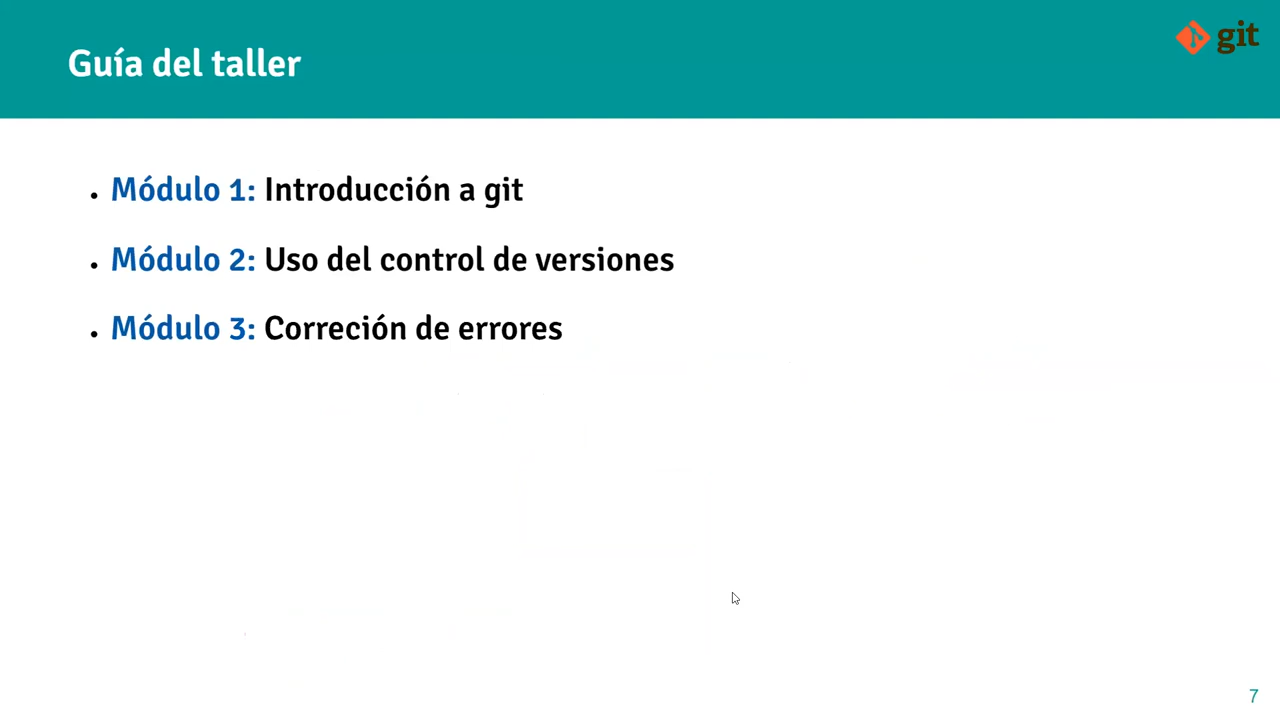 Guía del taller
git
• Módulo 1: Introducción a git
• Módulo 2: Uso del control de versiones
• Módulo 3: Correción de errores
7